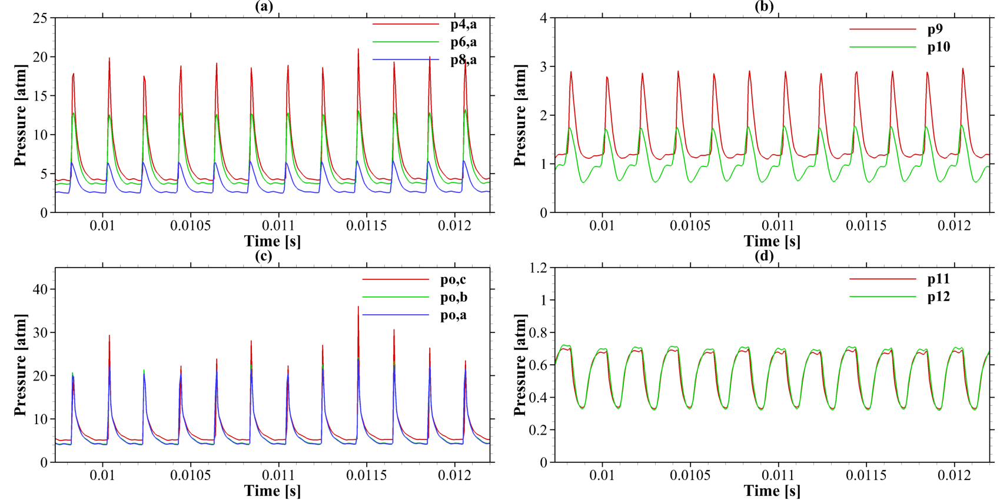 (a)
Pressure [atm]
25
20
15
10
5
0
p4,a
p6,a
p8,a
0.01 0.0105 0.011 0.0115 0.012
Time [s]
(b)
Pressure [atm]
4
3
2
1
0
p9
p10
0.01 0.0105 0.011 0.0115 0.012
Time [s]
(c)
Pressure [atm]
40
30
20
10
0
po,c
po,b
po,a
0.01 0.0105 0.011 0.0115 0.012
Time [s]
(d)
Pressure [atm]
1.2
1
0.8
0.6
0.4
0.2
0
p11
p12
0.01 0.0105 0.011 0.0115 0.012
Time [s]